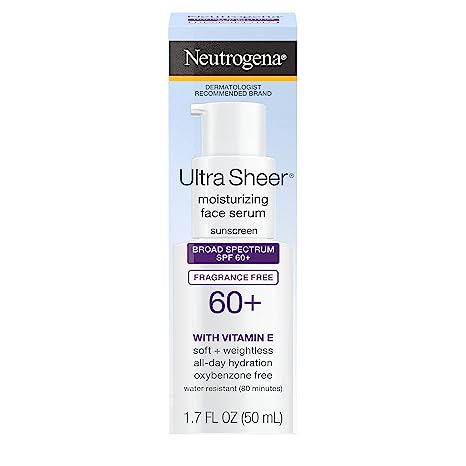 Neutrogena®
DERMATOLOGIST
RECOMMENDED BRAND
Ultra Sheer®
moisturizing
face serum
sunscreen
BROAD SPECTRUM
SPF 60+
FRAGRANCE FREE
60+
WITH VITAMIN E
soft + weightless
all-day hydration
oxybenzone free
water resistant (80 minutes)
1.7 FL OZ (50 mL)